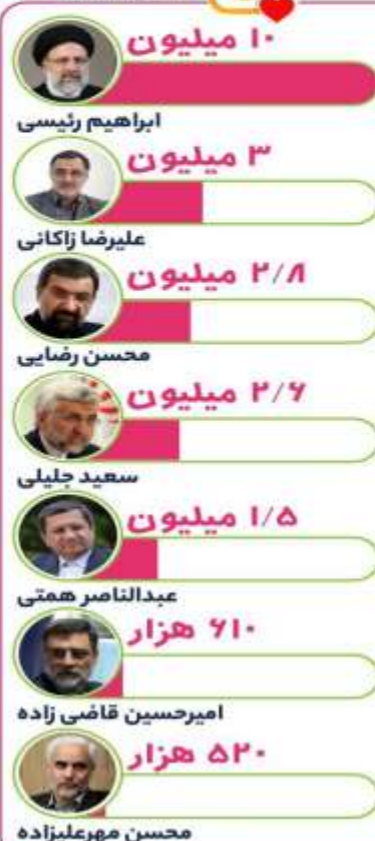 ۱۰ میلیون
ابراهیم رئیسی
۳ میلیون
علیرضا زاکانی
۲/۸ میلیون
محسن رضایی
۲/۶ میلیون
سعید جلیلی
۱/۵ میلیون
عبدالناصر همتی
۶۱۰ هزار
امیرحسین قاضی زاده
۵۲۰ هزار
محسن مهرعلیزاده